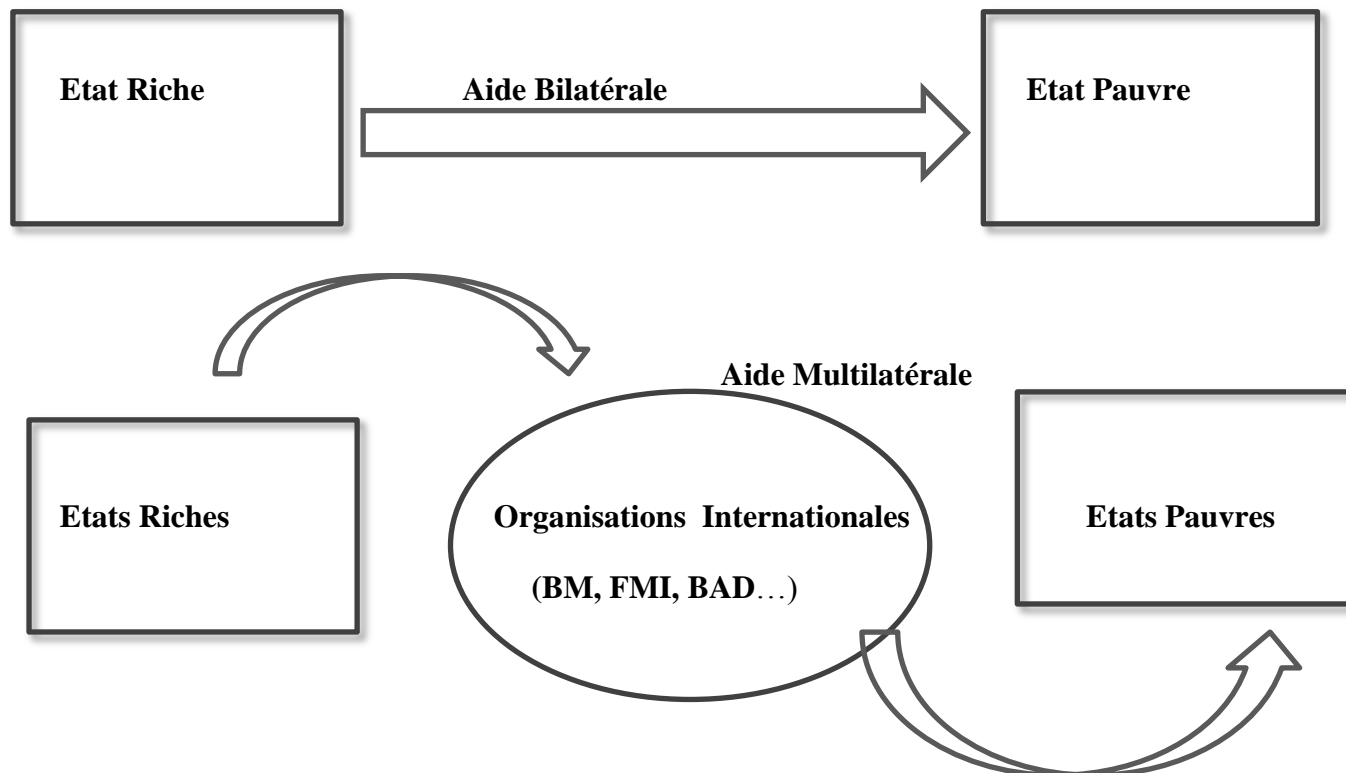 Etat Riche
Aide Bilatérale
Etat Pauvre
Aide Multilatérale
Etats Riches
Organisations Internationales
(BM, FMI, BAD…)
Etats Pauvres